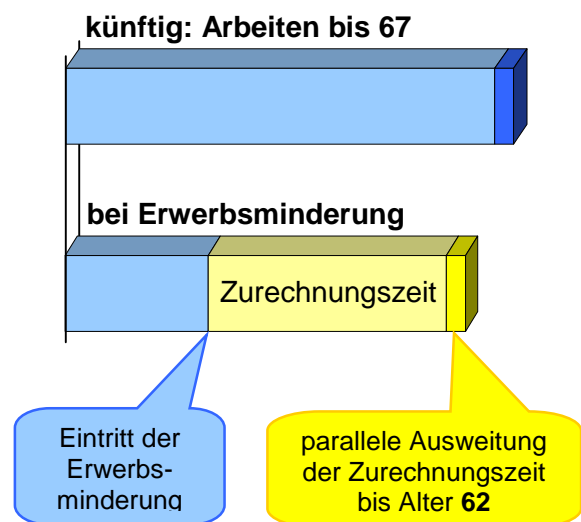 künftig: Arbeiten bis 67
bei Erwerbsminderung
Zurechnungszeit
Eintritt der
Erwerbs-
minderung
parallele Ausweitung
der Zurechnungszeit
bis Alter 62